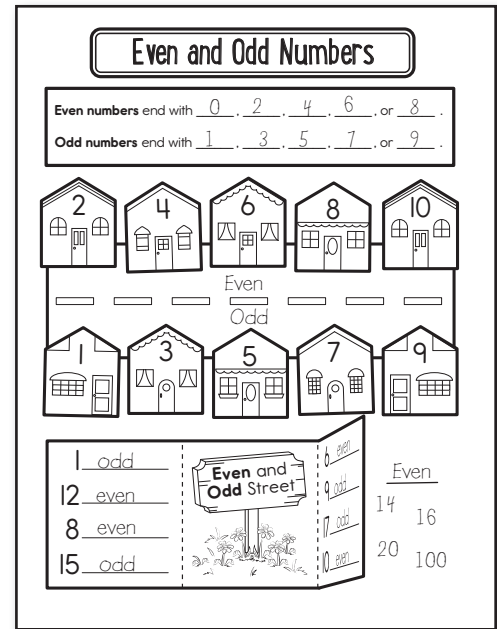 Even and Odd Numbers
Even numbers end with 0, 2, 4, 6, or 8.
Odd numbers end with 1, 3, 5, 7, or 9.
2 4 6 8 10
Even
Odd
1 3 5 7 9
1 odd
12 even
8 even
15 odd
Even and
Odd Street
6 even
9 odd
17 odd
10 even
Even
14
16
20
100